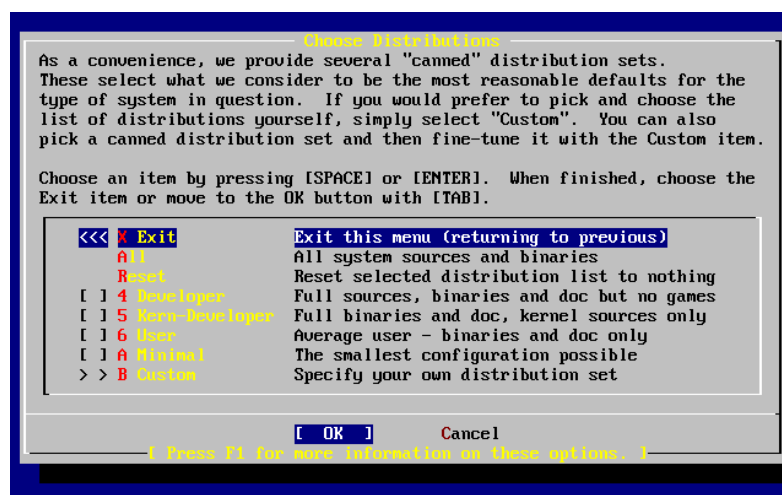 Choose Distributions
As a convenience, we provide several "canned" distribution sets.
These select what we consider to be the most reasonable defaults for the
type of system in question.  If you would prefer to pick and choose the
list of distributions yourself, simply select "Custom".  You can also
pick a canned distribution set and then fine-tune it with the Custom item.
Choose an item by pressing [SPACE] or [ENTER].  When finished, choose the
Exit item or move to the OK button with [TAB].
<<< X Exit Exit this menu (returning to previous)
All All system sources and binaries
Reset Reset selected distribution list to nothing
[ ] 4 Developer Full sources, binaries and doc but no games
[ ] 5 Kern-Developer Full binaries and doc, kernel sources only
[ ] 6 User Average user - binaries and doc only
[ ] A Minimal The smallest configuration possible
> > B Custom Specify your own distribution set
[ OK ] Cancel
[ Press F1 for more information on these options. ]